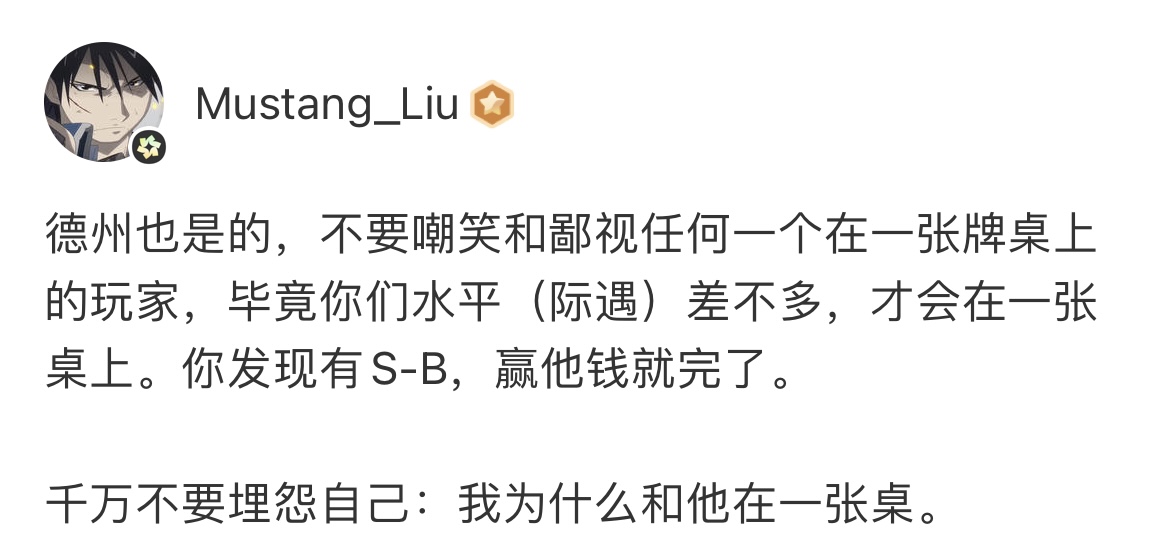 Mustang_Liu
德州也是的，不要嘲笑和鄙视任何一个在一张牌桌上
的玩家，毕竟你们水平（际遇）差不多，才会在一张
桌上。你发现有S-B，赢他钱就完了。
千万不要埋怨自己：我为什么和他在一张桌。